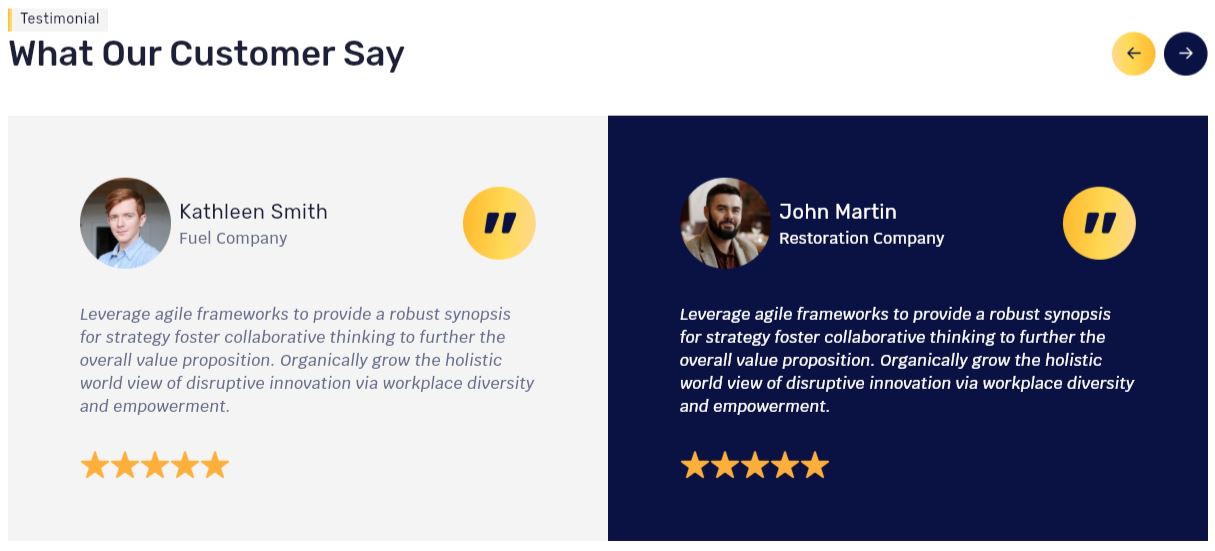 Testimonial
What Our Customer Say
Kathleen Smith
Fuel Company
Leverage agile frameworks to provide a robust synopsis
for strategy foster collaborative thinking to further the
overall value proposition. Organically grow the holistic
world view of disruptive innovation via workplace diversity
and empowerment.
John Martin
Restoration Company
Leverage agile frameworks to provide a robust synopsis
for strategy foster collaborative thinking to further the
overall value proposition. Organically grow the holistic
world view of disruptive innovation via workplace diversity
and empowerment.